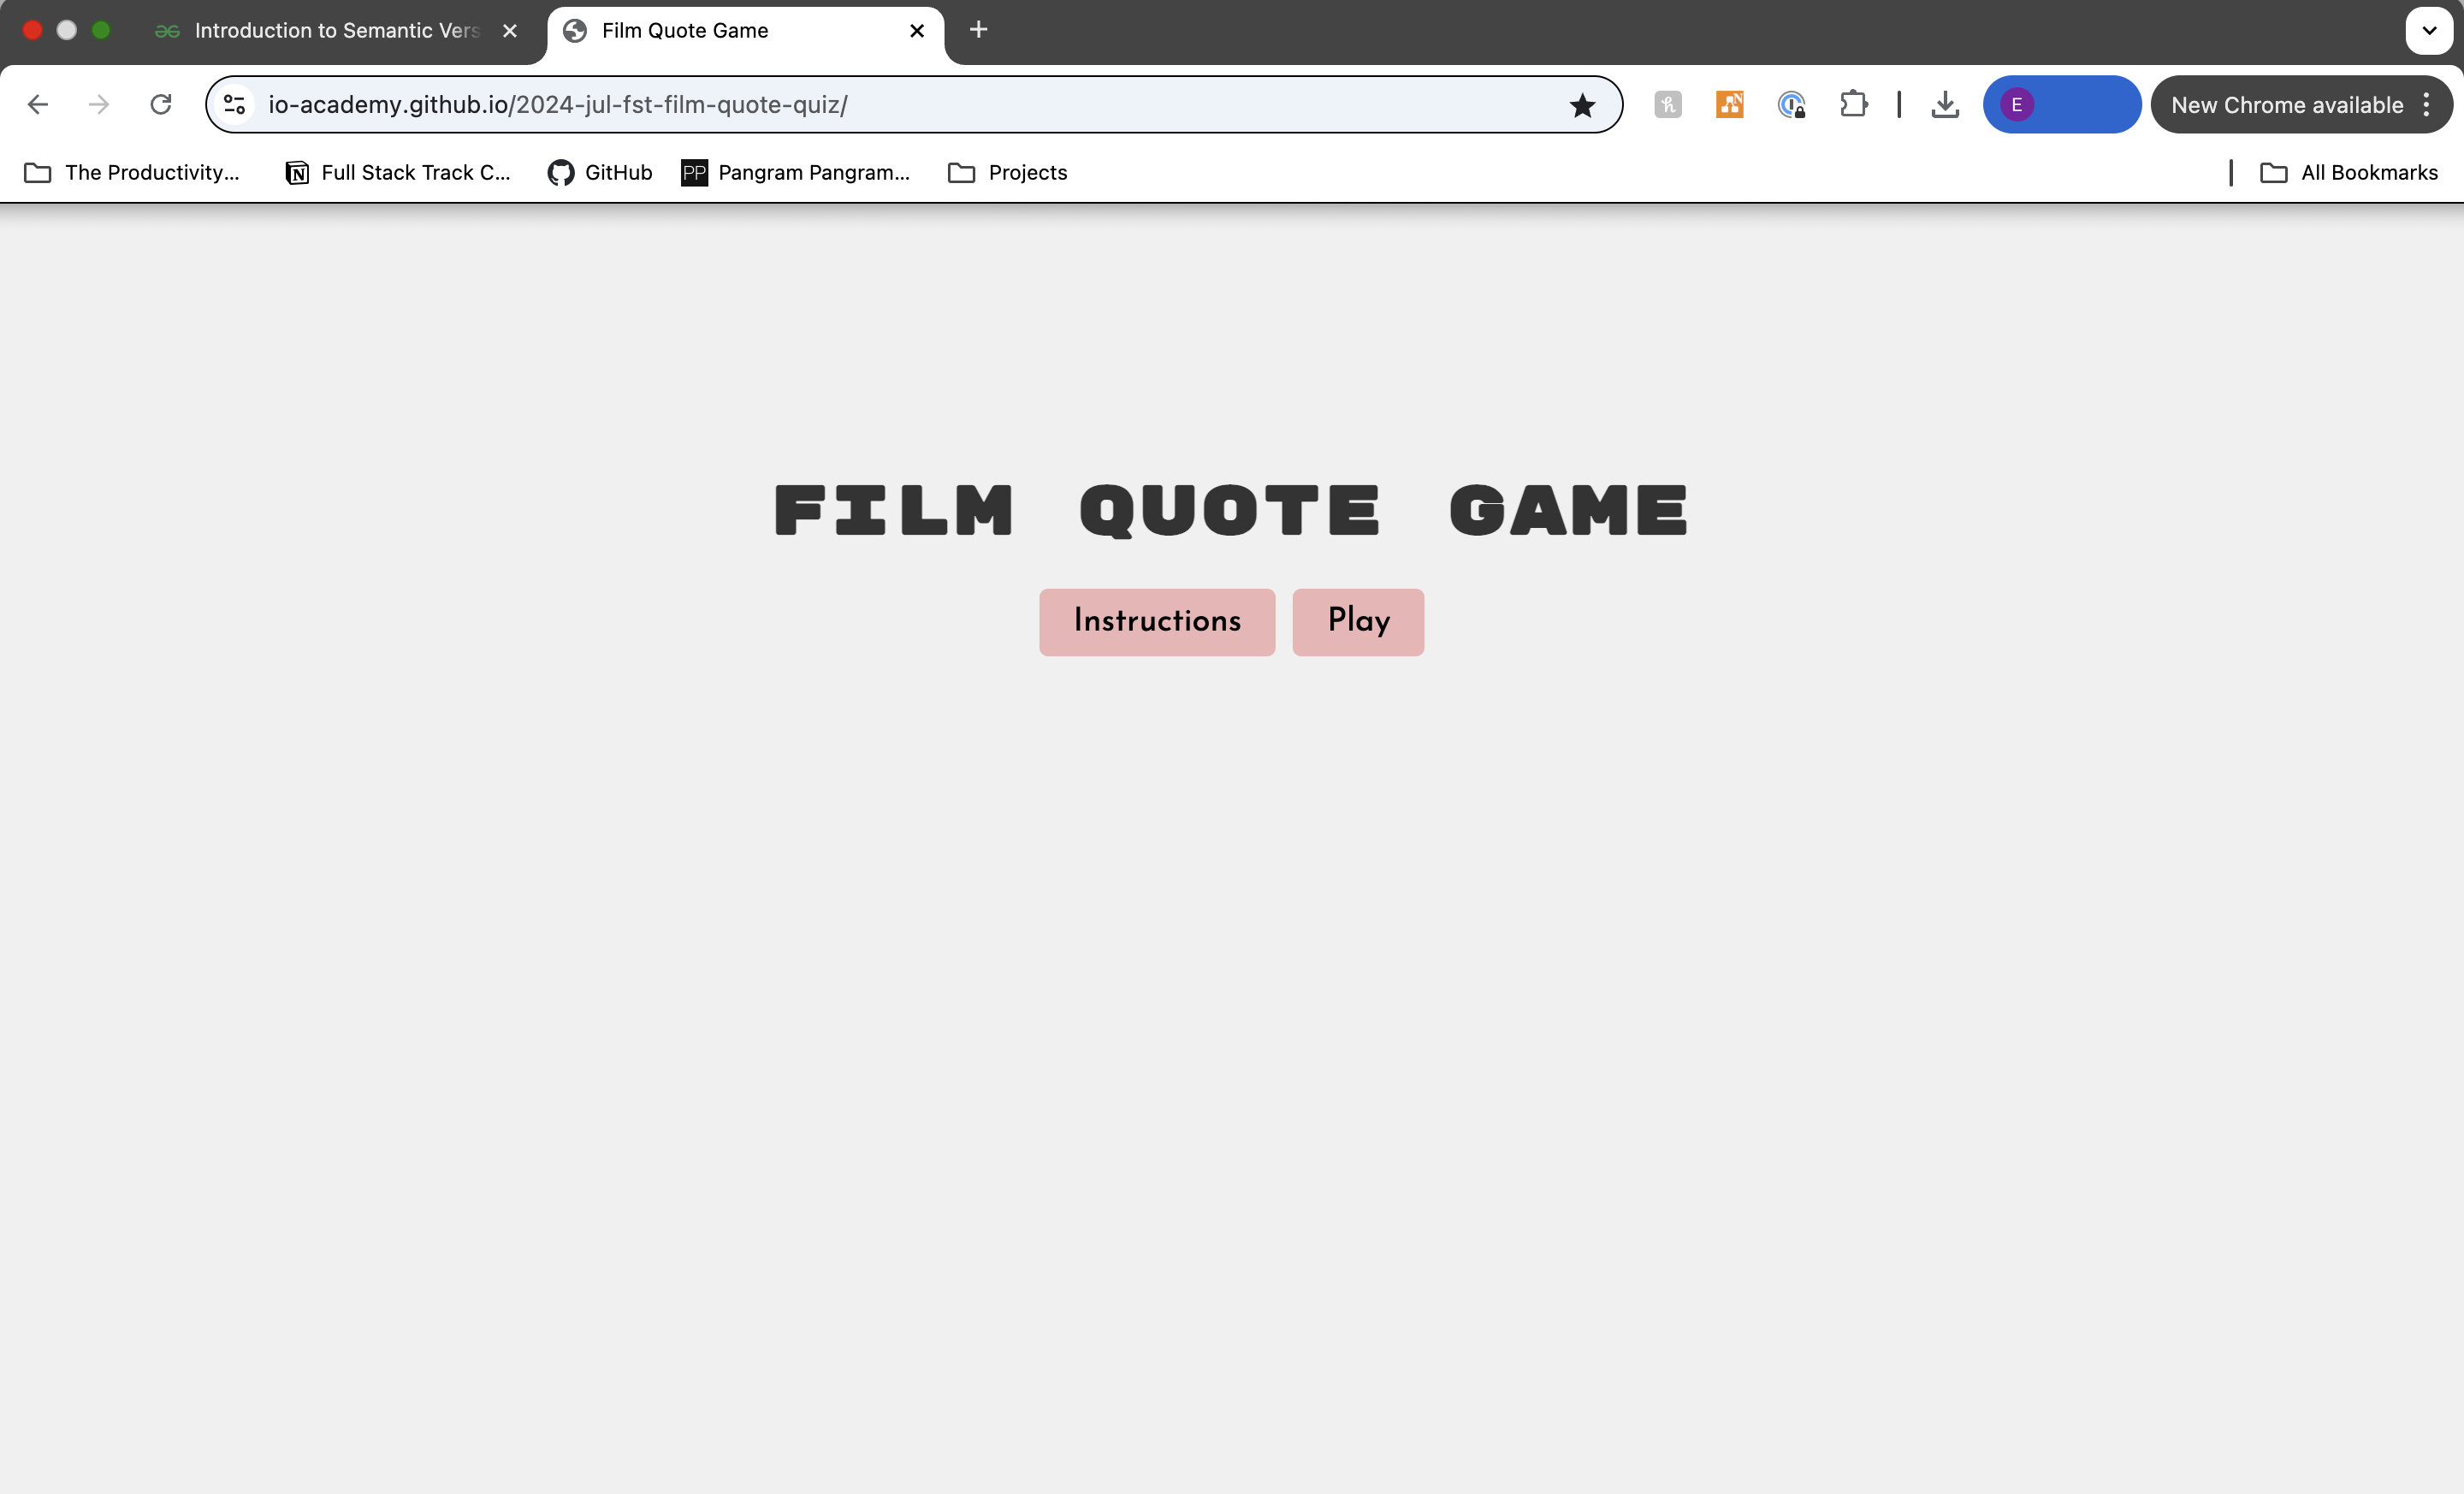 Introduction to Semantic Vers
Film Quote Game
io-academy.github.io/2024-jul-fst-film-quote-quiz/
E
New Chrome available
The Productivity...
Full Stack Track C...
GitHub
PP
Pangram Pangram...
Projects
All Bookmarks
FILM QUOTE GAME
Instructions
Play